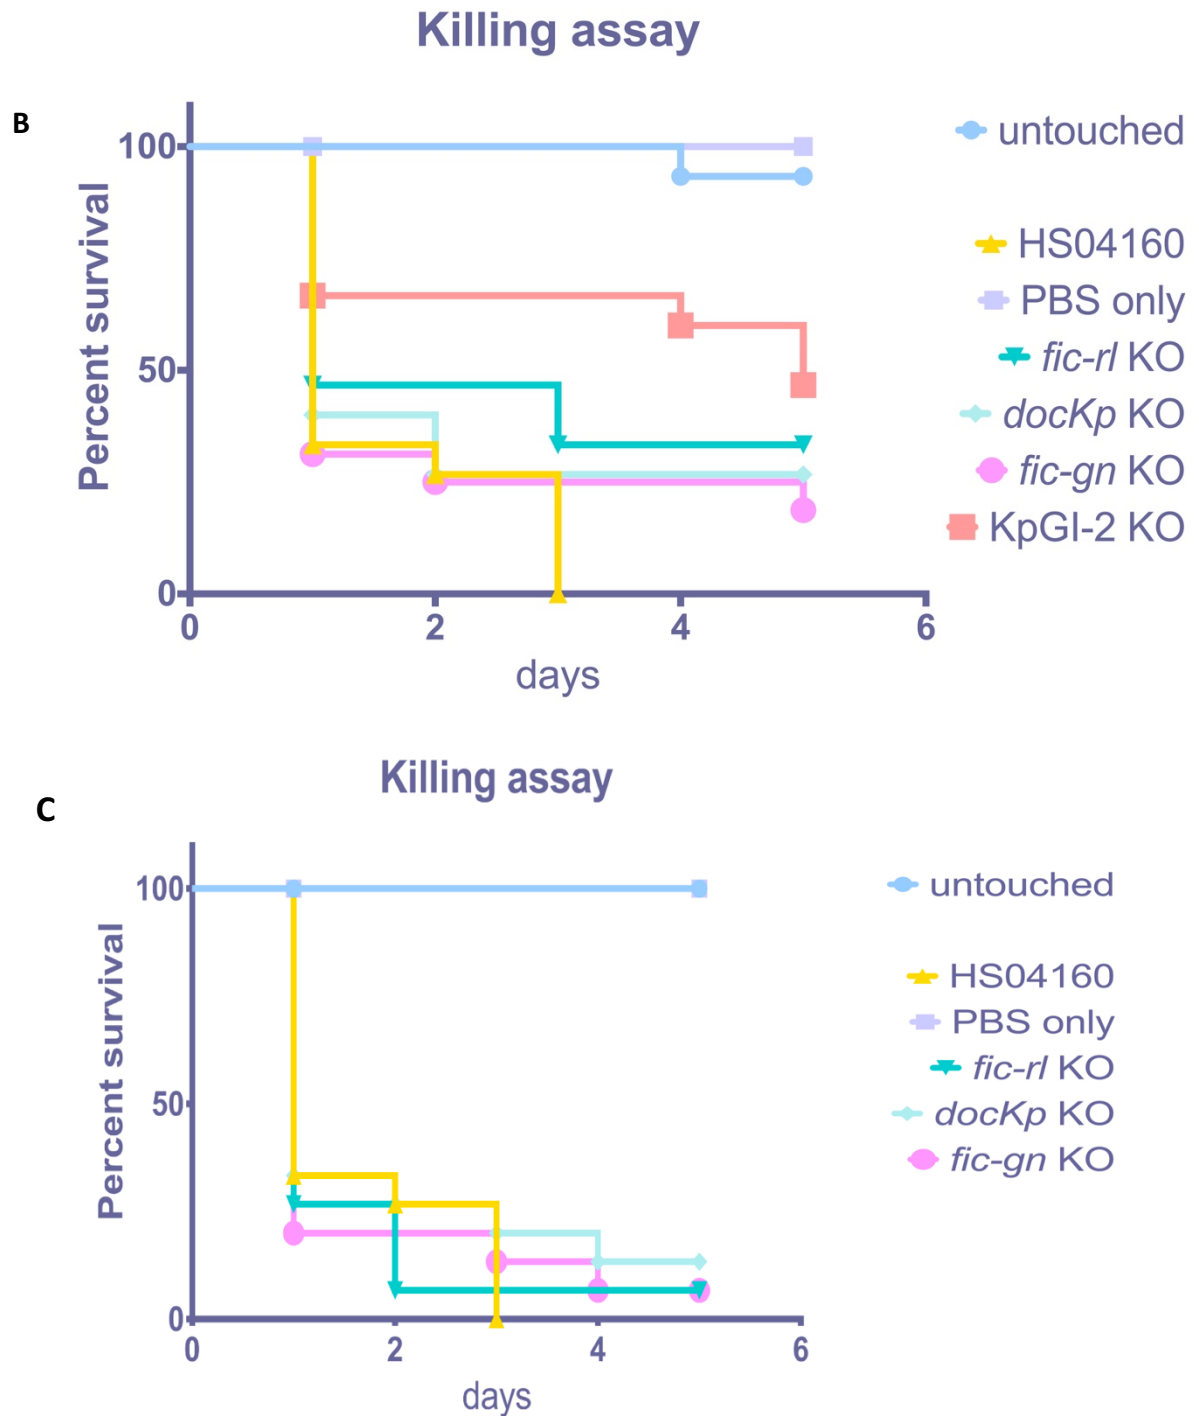 Killing assay
B
100
50
0
0 2 4 6
Percent survival
days
untouched
HS04160
PBS only
fic-rl KO
docKp KO
fic-gn KO
KpGI-2 KO
Killing assay
C
100
50
0
0 2 4 6
Percent survival
days
untouched
HS04160
PBS only
fic-rl KO
docKp KO
fic-gn KO